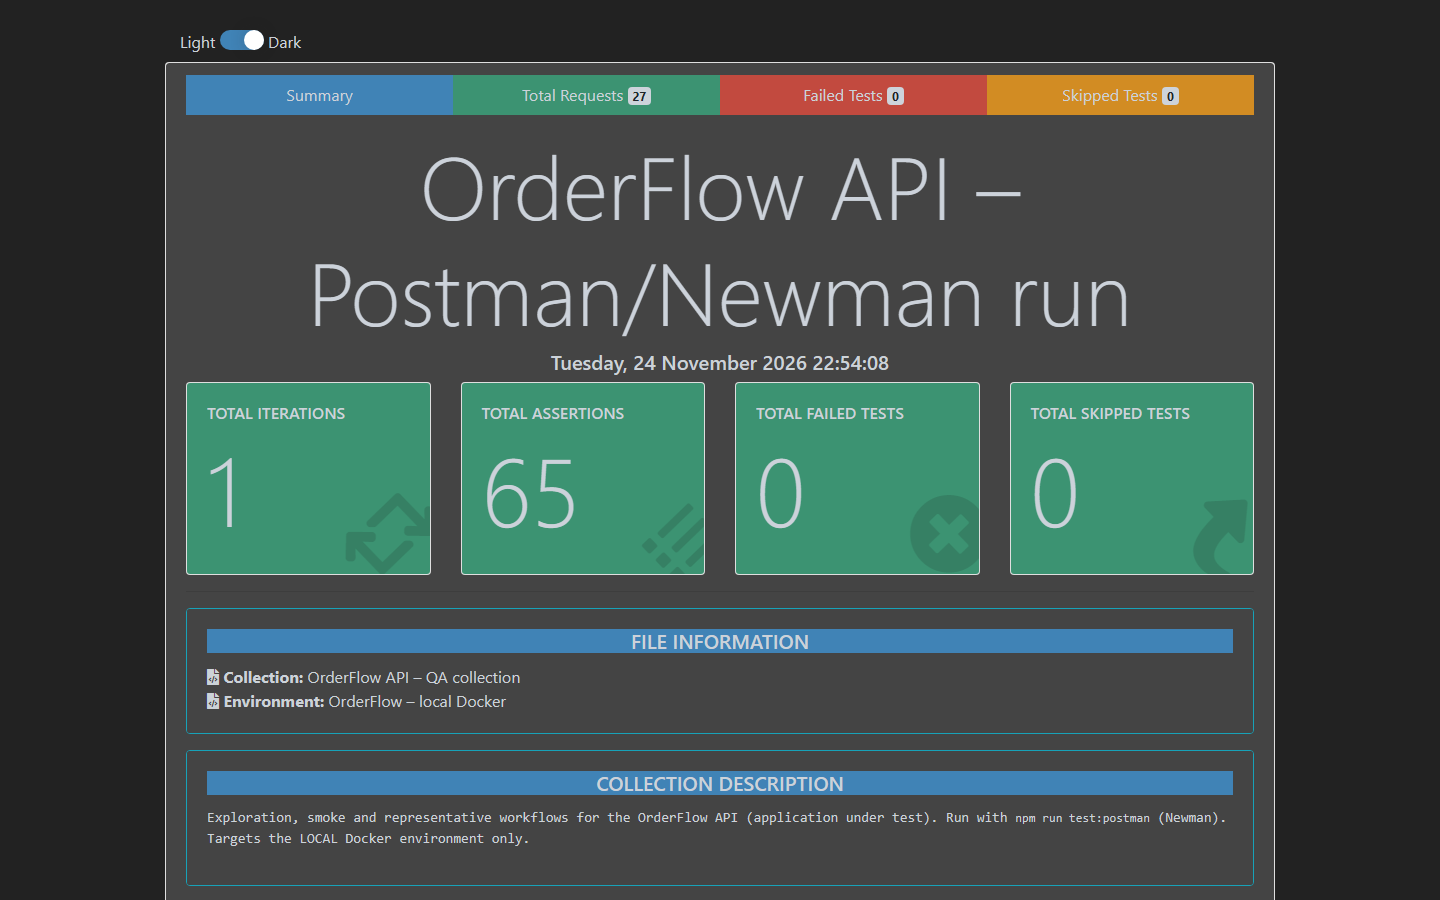 Light Dark
Summary
Total Requests 27
Failed Tests 0
Skipped Tests 0
OrderFlow API –
Postman/Newman run
Tuesday, 24 November 2026 22:54:08
TOTAL ITERATIONS
1
TOTAL ASSERTIONS
65
TOTAL FAILED TESTS
0
TOTAL SKIPPED TESTS
0
FILE INFORMATION
Collection: OrderFlow API – QA collection
Environment: OrderFlow – local Docker
COLLECTION DESCRIPTION
Exploration, smoke and representative workflows for the OrderFlow API (application under test). Run with npm run test:postman (Newman).
Targets the LOCAL Docker environment only.